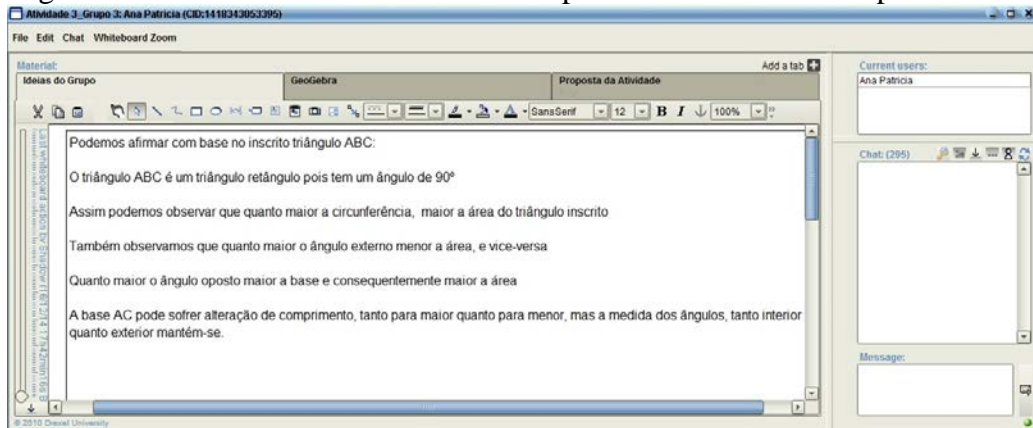 Atividade 3_Grupo 3: Ana Patricia (CID:1418343053395)
File Edit Chat Whiteboard Zoom
Material:
Add a tab
Current users:
Ideias do Grupo
GeoGebra
Proposta da Atividade
Ana Patricia
SansSerif 12 B I 100%
Podemos afirmar com base no inscrito triângulo ABC:
Chat: (295)
O triângulo ABC é um triângulo retângulo pois tem um ângulo de 90º
Assim podemos observar que quanto maior a circunferência, maior a área do triângulo inscrito
Também observamos que quanto maior o ângulo externo menor a área, e vice-versa
Quanto maior o ângulo oposto maior a base e consequentemente maior a área
A base AC pode sofrer alteração de comprimento, tanto para maior quanto para menor, mas a medida dos ângulos, tanto interior
quanto exterior mantém-se.
Message:
© 2010 Drexel University